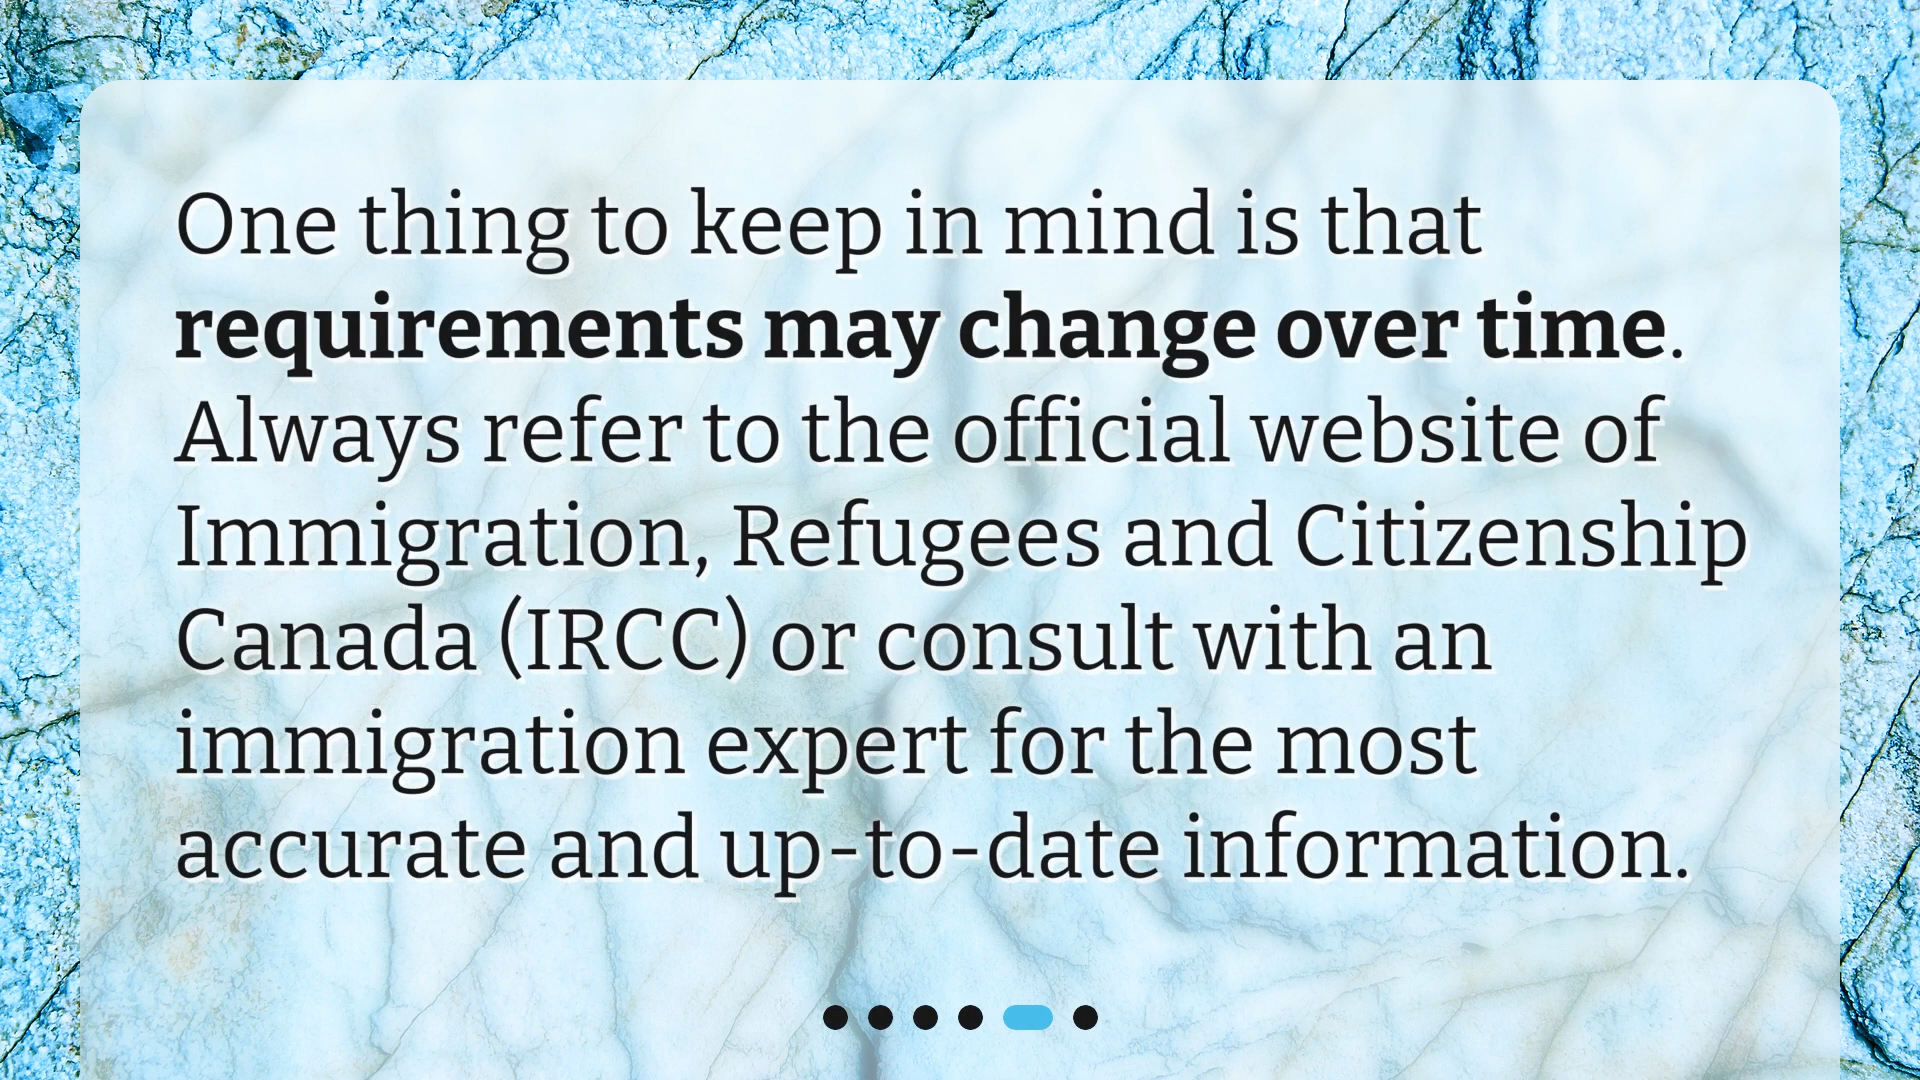 One thing to keep in mind is that
requirements may change over time.
Always refer to the official website of
Immigration, Refugees and Citizenship
Canada (IRCC) or consult with an
immigration expert for the most
accurate and up-to-date information.